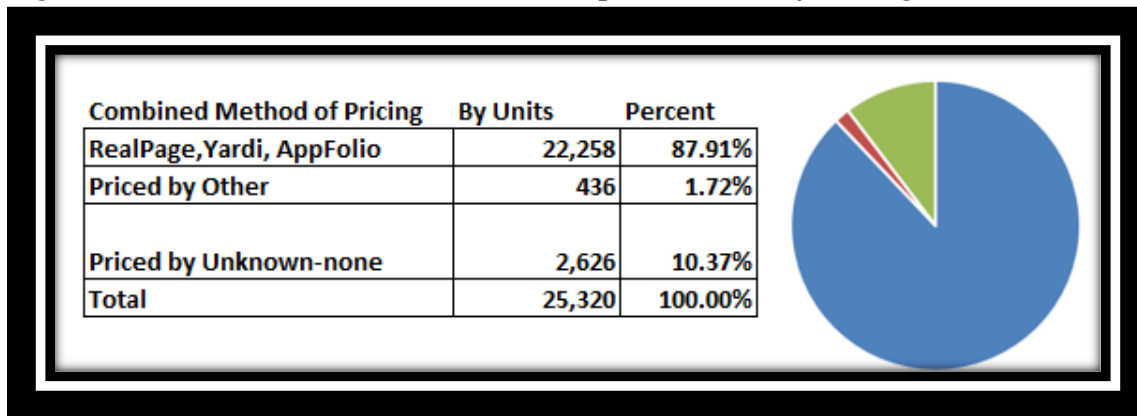 Combined Method of Pricing By Units Percent
RealPage,Yardi, AppFolio 22,258 87.91%
Priced by Other 436 1.72%
Priced by Unknown-none 2,626 10.37%
Total 25,320 100.00%